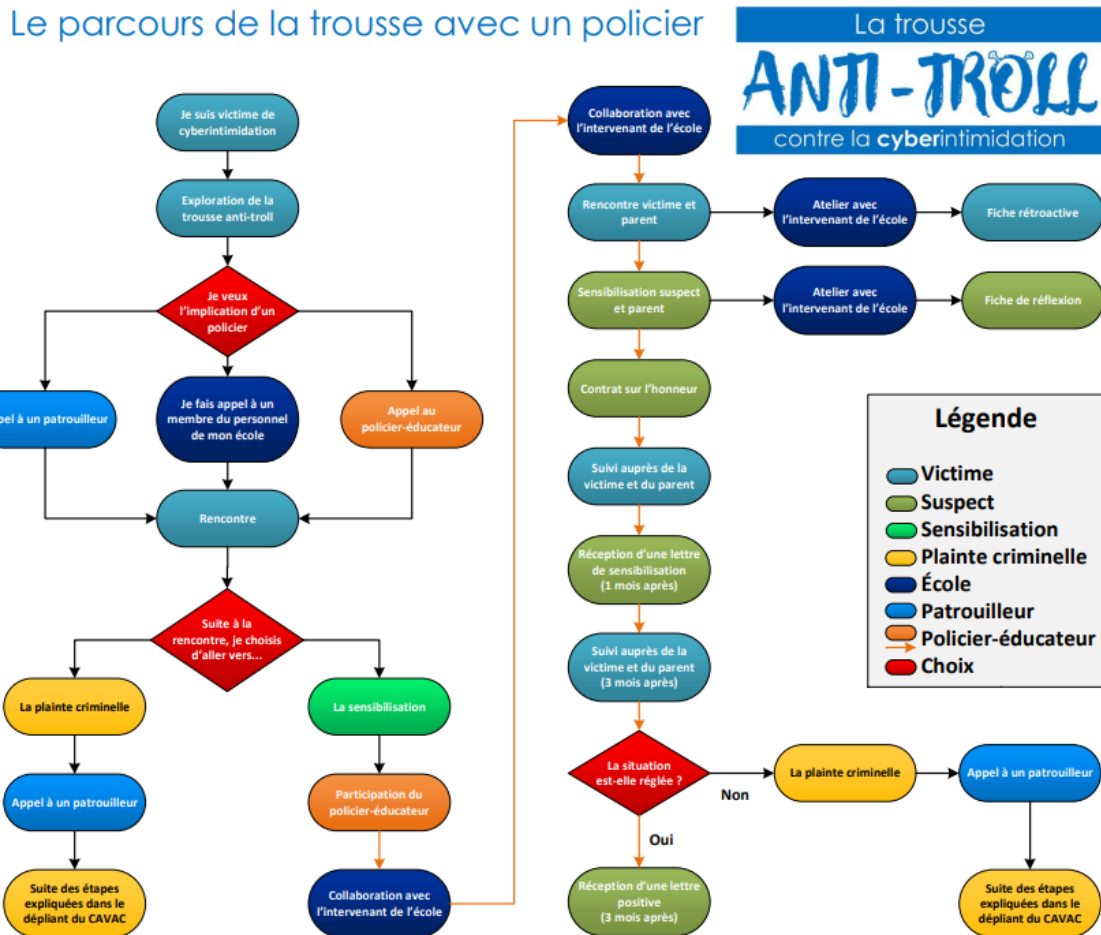 Le parcours de la trousse avec un policier
La trousse
ANTI-TROLL
contre la cyberintimidation
Je suis victime de
cyberintimidation
Exploration de la
trousse anti-troll
Je veux
l'implication d'un
policier
pel à un patrouilleur
Je fais appel à un
membre du personnel
de mon école
Appel au
policier-éducateur
Rencontre
Suite à la
rencontre, je choisis
d'aller vers...
La plainte criminelle
Appel à un patrouilleur
Suite des étapes
expliquées dans le
dépliant du CAVAC
La sensibilisation
Participation du
policier-éducateur
Collaboration avec
l'intervenant de l'école
Collaboration avec
l'intervenant de l'école
Rencontre victime et
parent
Atelier avec
l'intervenant de l'école
Fiche rétroactive
Sensibilisation suspect
et parent
Atelier avec
l'intervenant de l'école
Fiche de réflexion
Contrat sur l'honneur
Suivi auprès de la
victime et du parent
Réception d'une lettre
de sensibilisation
(1 mois après)
Suivi auprès de la
victime et du parent
(3 mois après)
La situation
est-elle réglée ?
Non
La plainte criminelle
Appel à un patrouilleur
Suite des étapes
expliquées dans le
dépliant du CAVAC
Oui
Réception d'une lettre
positive
(3 mois après)
Légende
Victime
Suspect
Sensibilisation
Plainte criminelle
École
Patrouilleur
Policier-éducateur
Choix